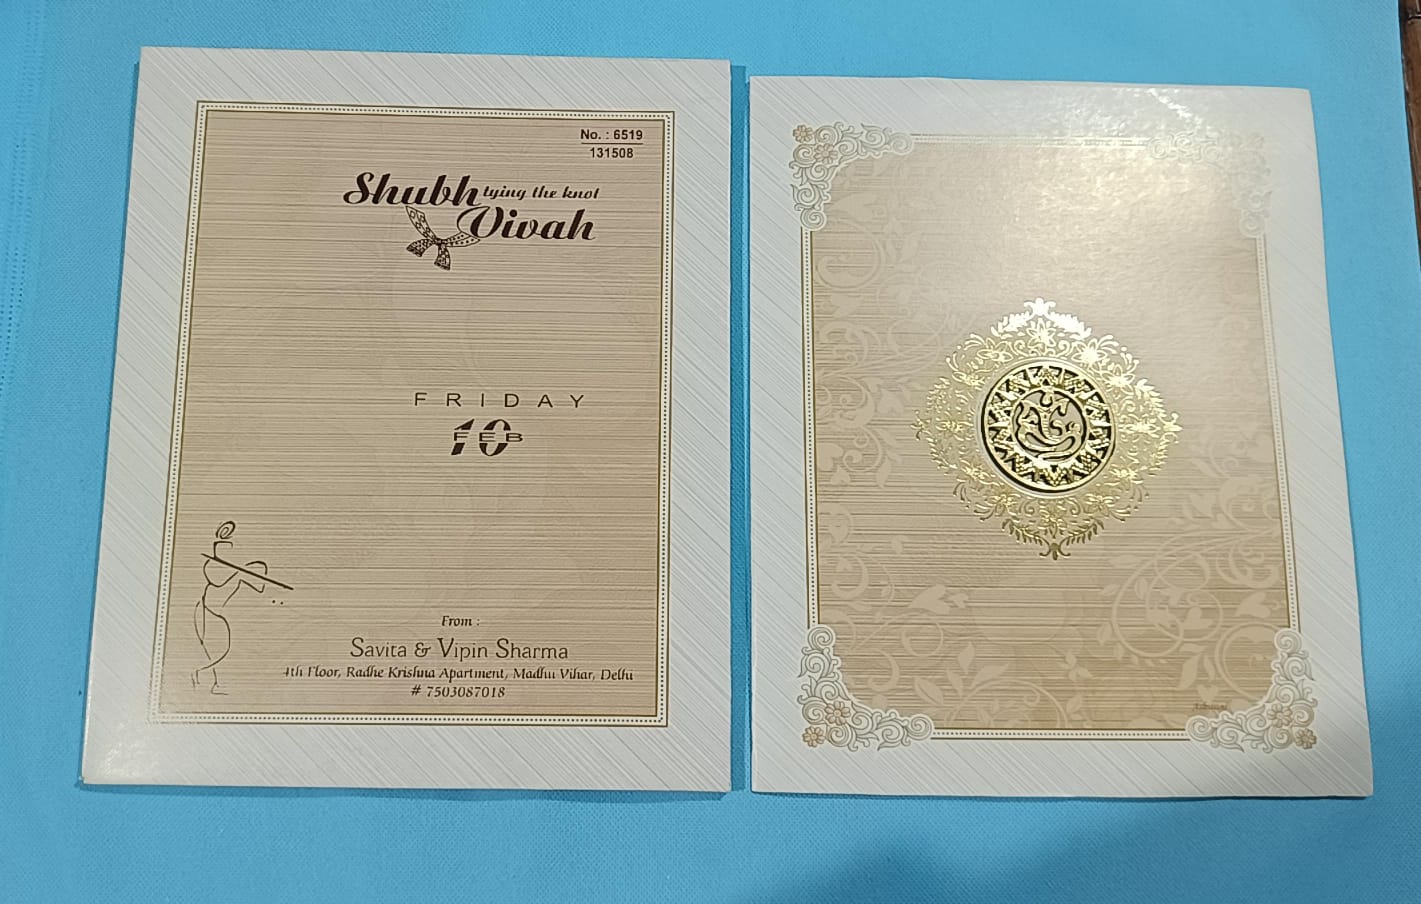 No. : 6519
131508
Shubh tying the knot
Vivah
FRIDAY
10
FEB
From :
Savita & Vipin Sharma
4th Floor, Radhe Krishna Apartment, Madhu Vihar, Delhi
# 7503087018